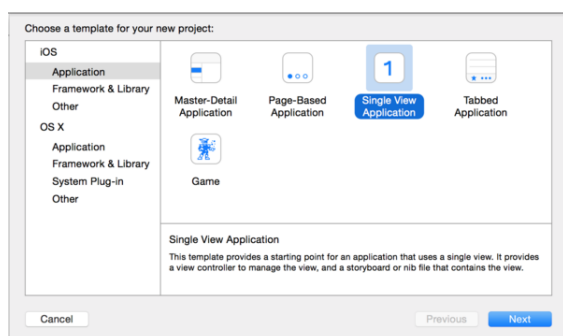 Choose a template for your new project:
iOS
Application
Framework & Library
Other
OS X
Application
Framework & Library
System Plug-in
Other
Master-Detail
Application
Page-Based
Application
1
Single View
Application
Tabbed
Application
Game
Single View Application
This template provides a starting point for an application that uses a single view. It provides
a view controller to manage the view, and a storyboard or nib file that contains the view.
Cancel
Previous
Next